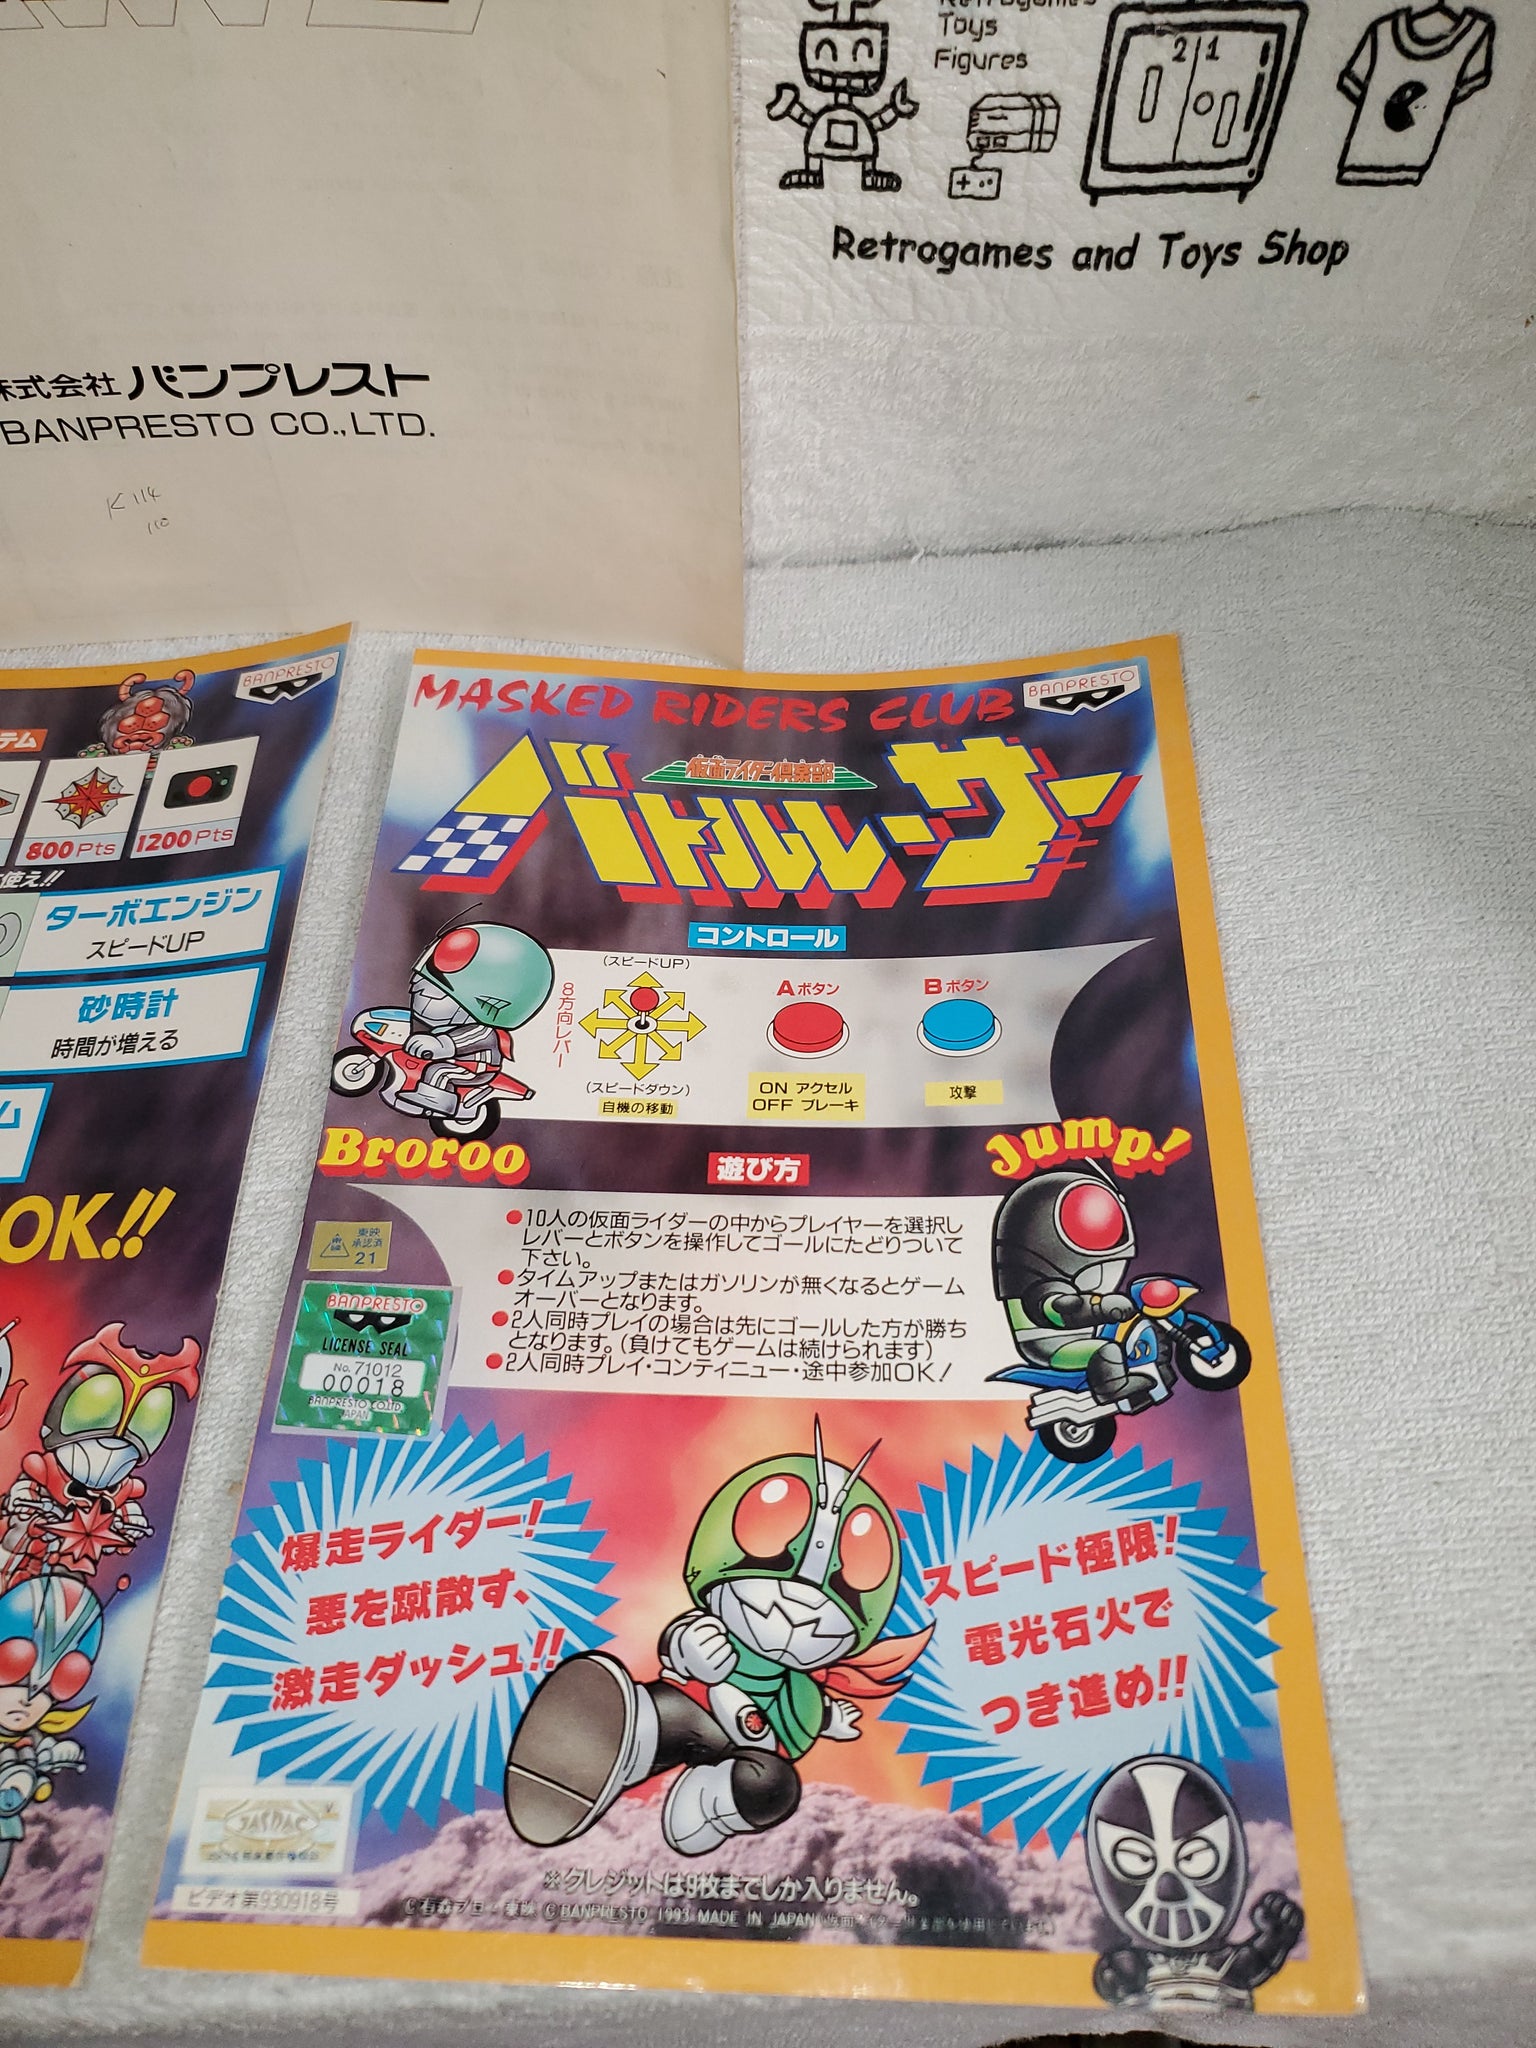 Toys
Figures
2 1
Retrogames and Toys Shop
株式会社 バンプレスト
BANPRESTO CO.,LTD.
K 114
110
テム
BANPRESTO
800 Pts
1200 Pts
使え!!
ターボエンジン
スピードUP
砂時計
時間が増える
ム
OK!!
MASKED RIDERS CLUB
BANPRESTO
仮面ライダー倶楽部
バトルレーサー
コントロール
(スピードUP)
8方向レバー
(スピードダウン)
自機の移動
Aボタン
ON アクセル
OFF ブレーキ
Bボタン
攻撃
Broroo
Jump!
遊び方
●10人の仮面ライダーの中からプレイヤーを選択し
レバーとボタンを操作してゴールにたどりついて
下さい。
●タイムアップまたはガソリンが無くなるとゲーム
オーバーとなります。
●2人同時プレイの場合は先にゴールした方が勝ち
となります。(負けてもゲームは続けられます)
●2人同時プレイ・コンティニュー・途中参加OK!
東映
承認済
21
BANPRESTO
LICENSE SEAL
No. 71012
00018
BANPRESTO CO.LTD.
JAPAN
爆走ライダー!
悪を蹴散す、
激走ダッシュ!!
スピード極限!
電光石火で
つき進め!!
JASRAC
ビデオ第930918号
※クレジットは9枚までしか入りません。
©石森プロ・東映 ©BANPRESTO 1993 MADE IN JAPAN